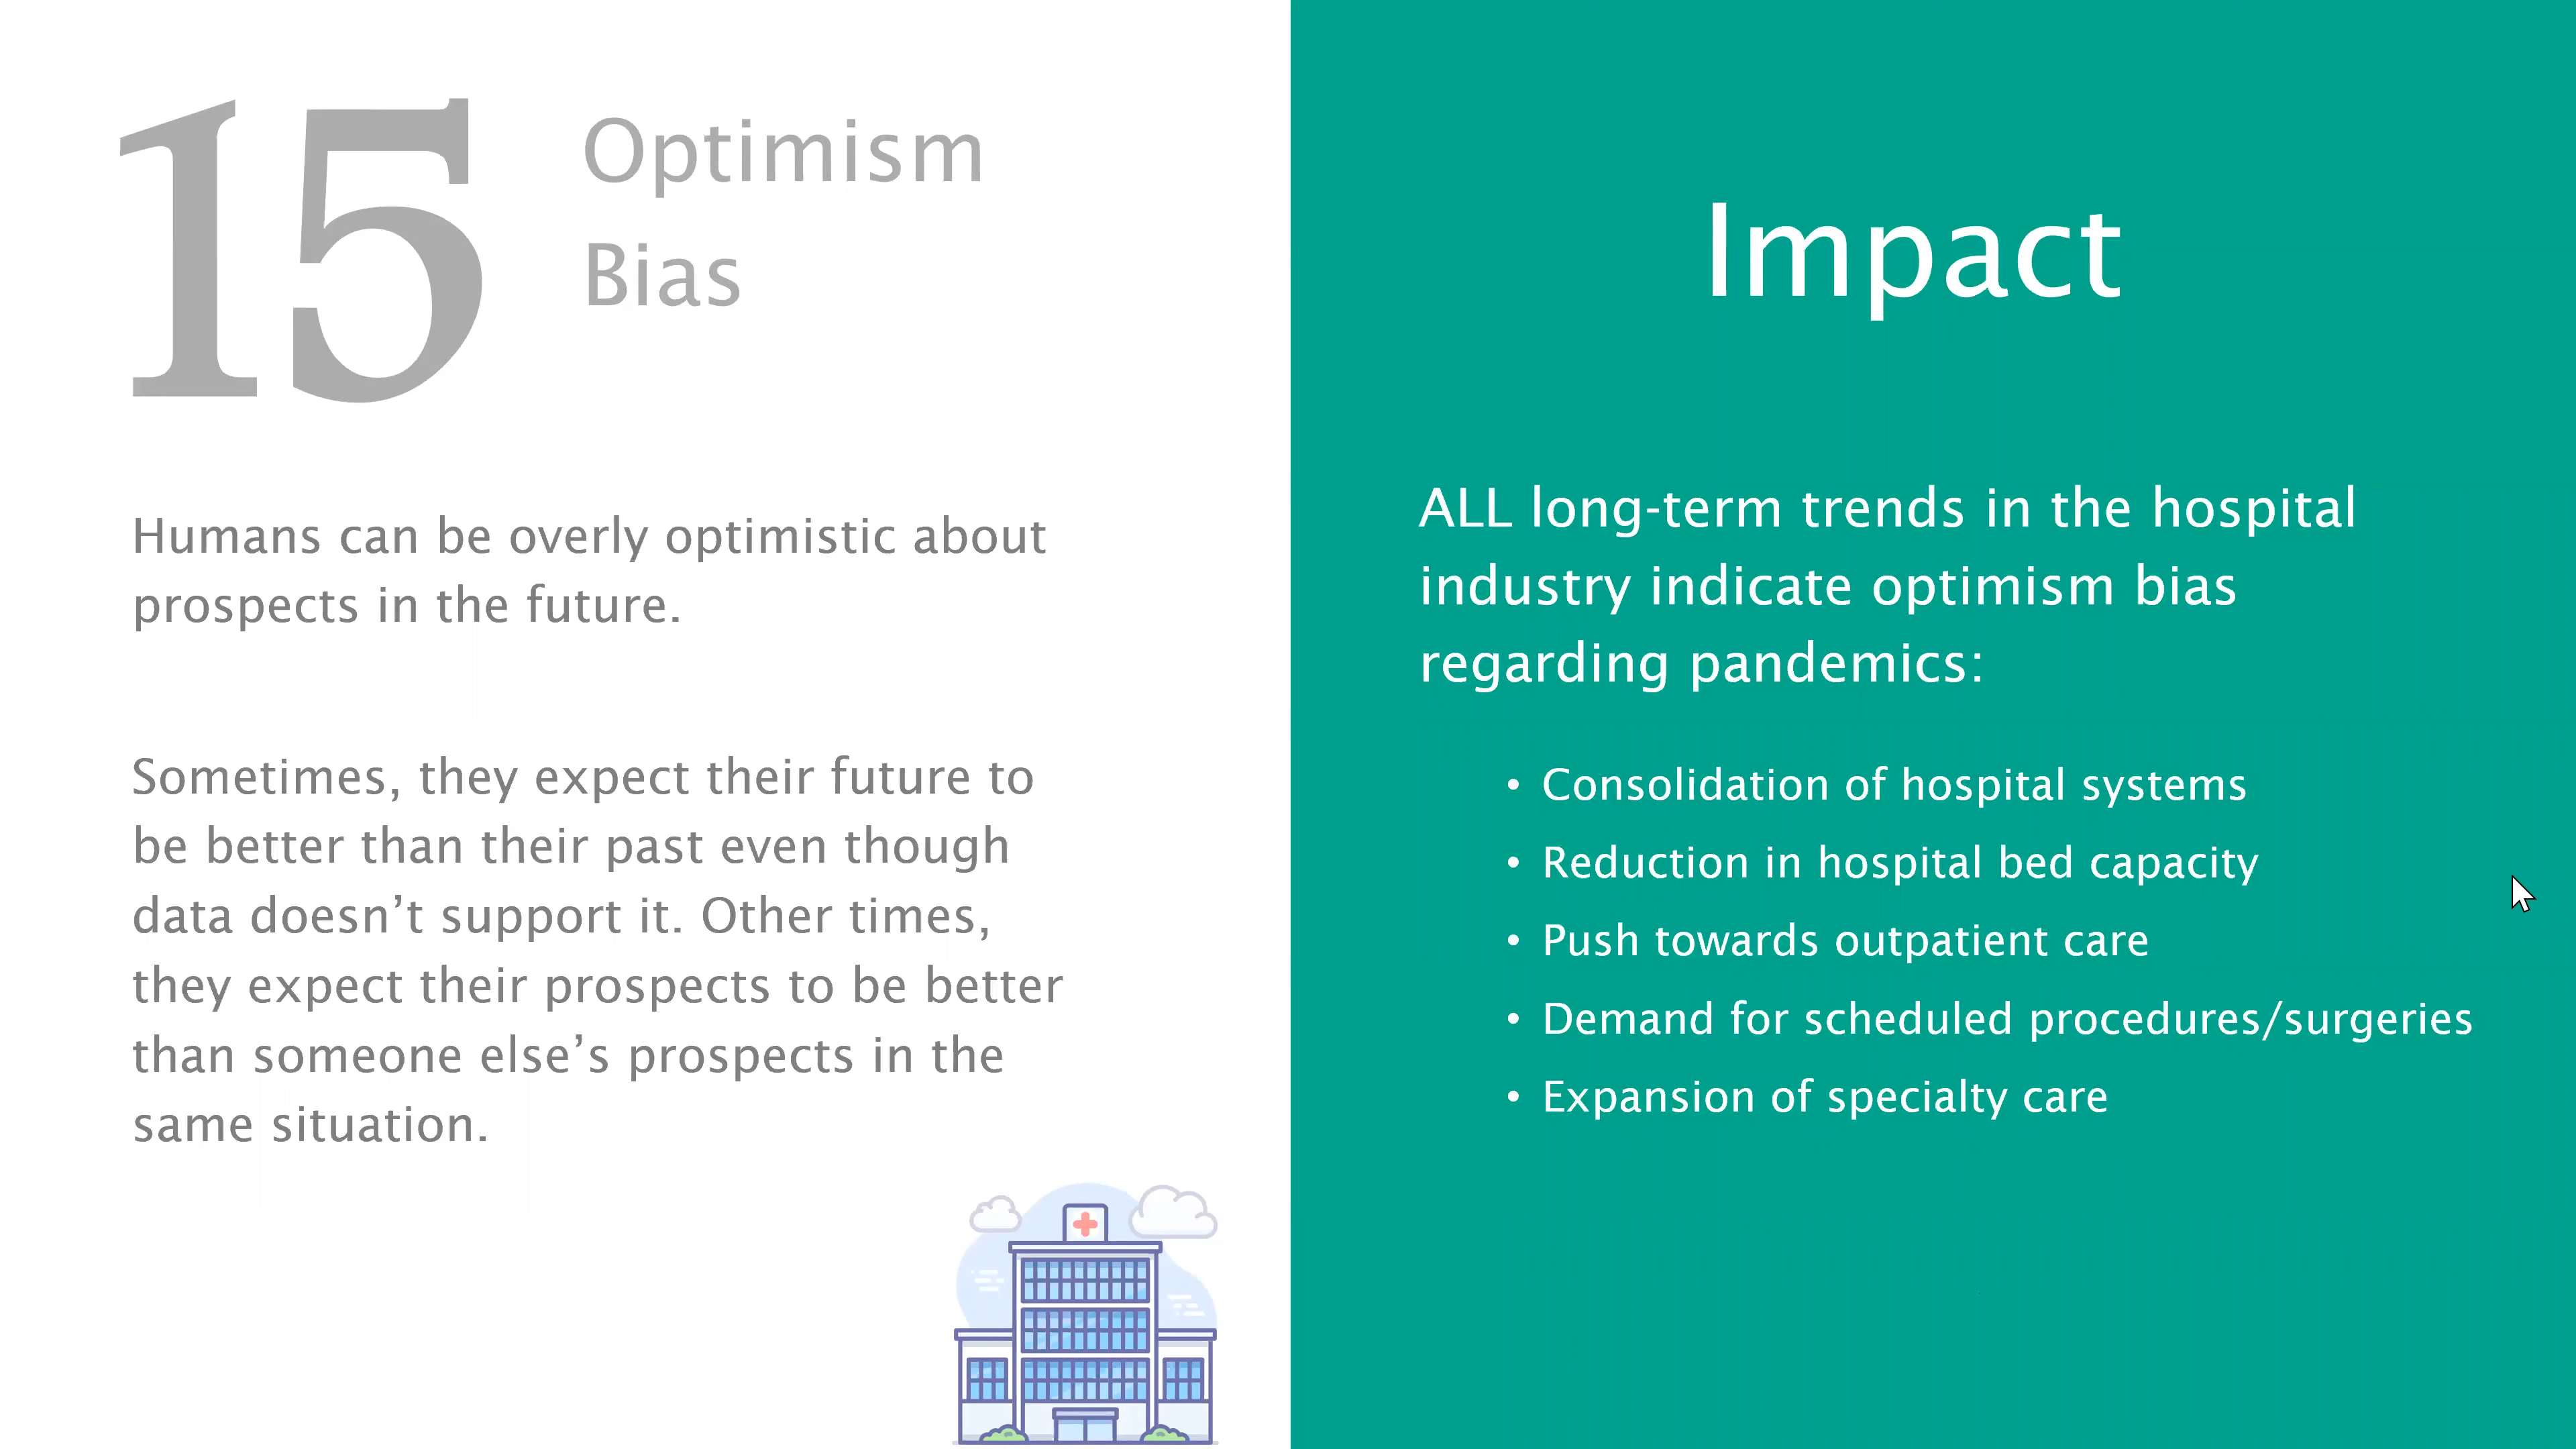 15
Optimism
Bias
Humans can be overly optimistic about
prospects in the future.
Sometimes, they expect their future to
be better than their past even though
data doesn’t support it. Other times,
they expect their prospects to be better
than someone else’s prospects in the
same situation.
Impact
ALL long-term trends in the hospital
industry indicate optimism bias
regarding pandemics:
• Consolidation of hospital systems
• Reduction in hospital bed capacity
• Push towards outpatient care
• Demand for scheduled procedures/surgeries
• Expansion of specialty care